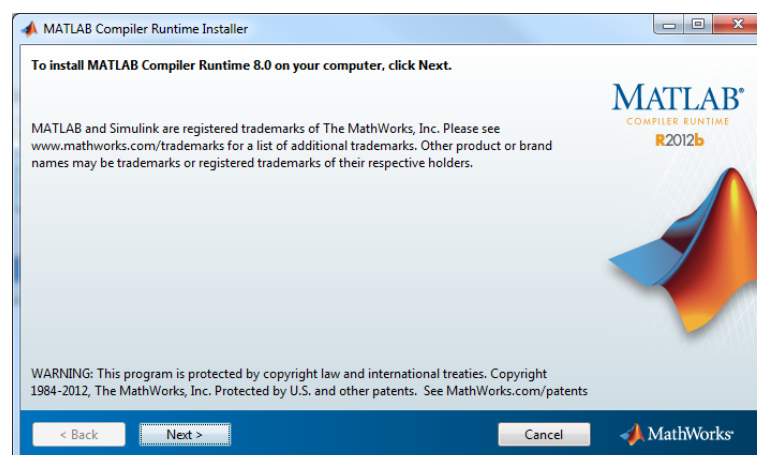 MATLAB Compiler Runtime Installer
To install MATLAB Compiler Runtime 8.0 on your computer, click Next.
MATLAB®
COMPILER RUNTIME
R2012b
MATLAB and Simulink are registered trademarks of The MathWorks, Inc. Please see
www.mathworks.com/trademarks for a list of additional trademarks. Other product or brand
names may be trademarks or registered trademarks of their respective holders.
WARNING: This program is protected by copyright law and international treaties. Copyright
1984-2012, The MathWorks, Inc. Protected by U.S. and other patents. See MathWorks.com/patents
< Back Next > Cancel MathWorks®